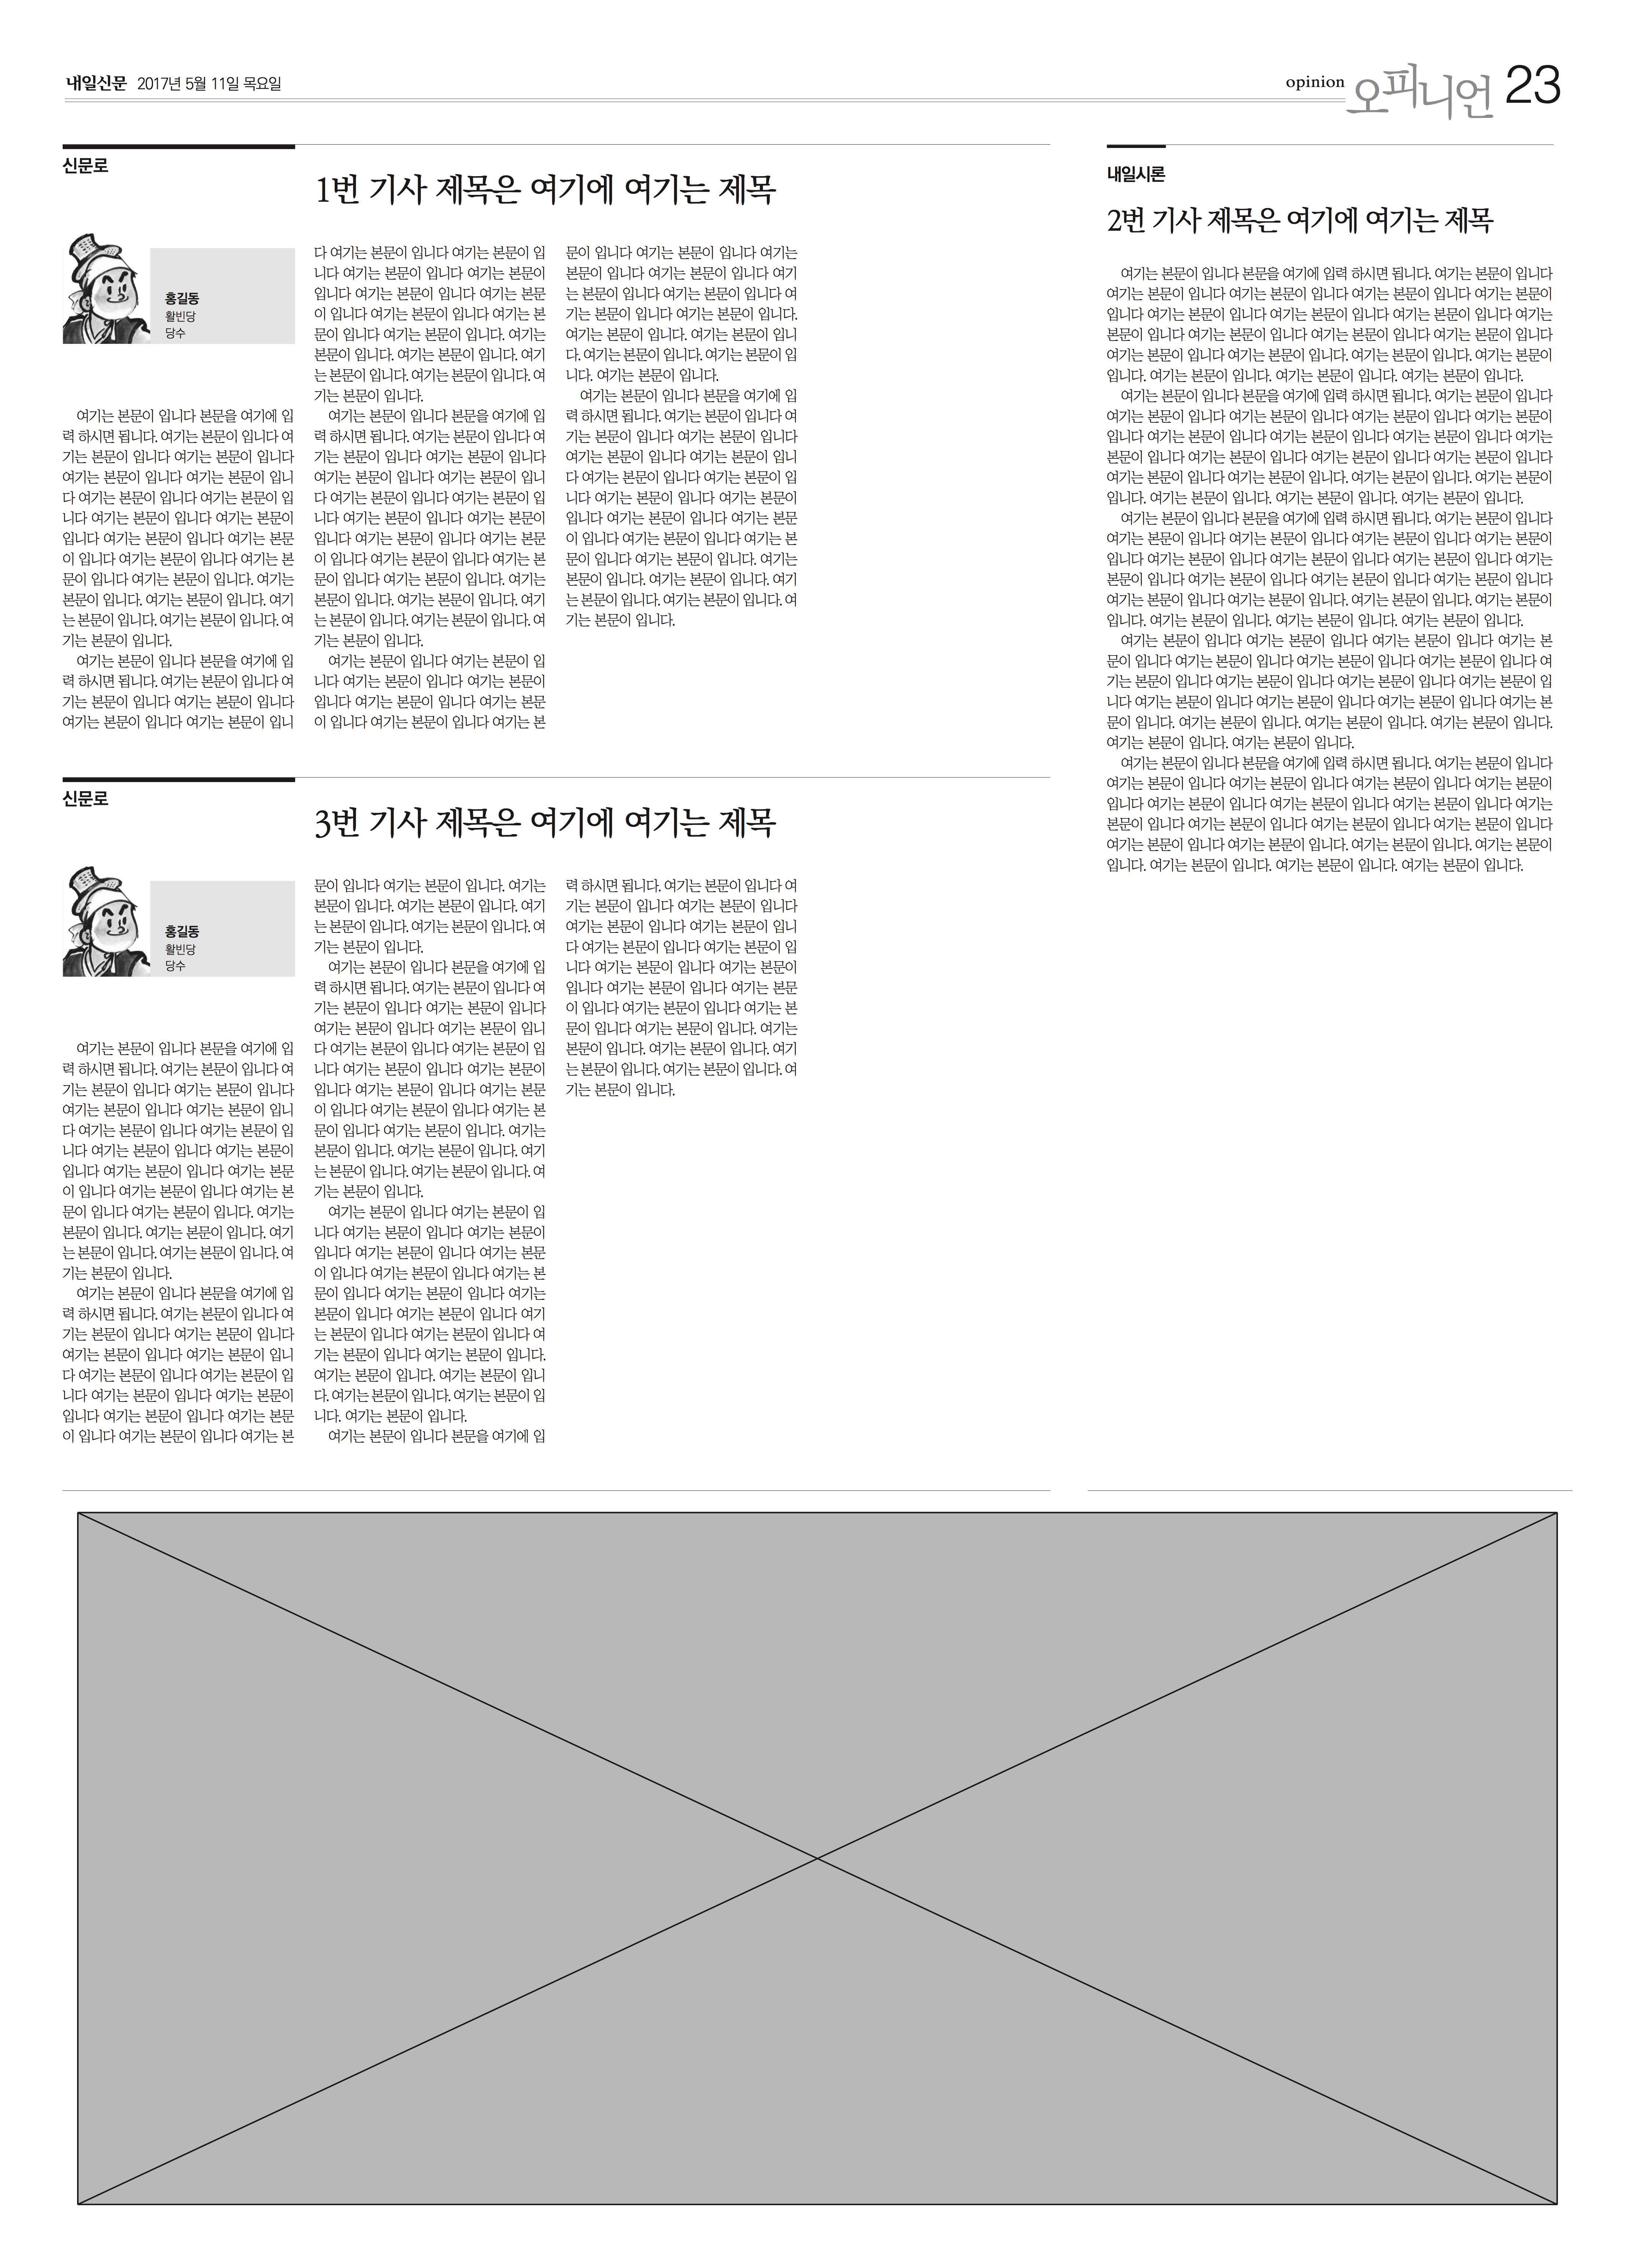 내일신문 2017년 5월 11일 목요일
opinion 오피니언 23
신문로
1번 기사 제목은 여기에 여기는 제목
홍길동
활빈당
당수
여기는 본문이 입니다 본문을 여기에 입
력 하시면 됩니다. 여기는 본문이 입니다 여
기는 본문이 입니다 여기는 본문이 입니다
여기는 본문이 입니다 여기는 본문이 입니
다 여기는 본문이 입니다 여기는 본문이 입
니다 여기는 본문이 입니다 여기는 본문이
입니다 여기는 본문이 입니다 여기는 본문
이 입니다 여기는 본문이 입니다 여기는 본
문이 입니다 여기는 본문이 입니다. 여기는
본문이 입니다. 여기는 본문이 입니다. 여기
는 본문이 입니다. 여기는 본문이 입니다. 여
기는 본문이 입니다.
여기는 본문이 입니다 본문을 여기에 입
력 하시면 됩니다. 여기는 본문이 입니다 여
기는 본문이 입니다 여기는 본문이 입니다
여기는 본문이 입니다 여기는 본문이 입니
다 여기는 본문이 입니다 여기는 본문이 입
니다 여기는 본문이 입니다 여기는 본문이
입니다 여기는 본문이 입니다 여기는 본문
이 입니다 여기는 본문이 입니다 여기는 본
문이 입니다 여기는 본문이 입니다. 여기는
본문이 입니다. 여기는 본문이 입니다. 여기
는 본문이 입니다. 여기는 본문이 입니다. 여
기는 본문이 입니다.
여기는 본문이 입니다 본문을 여기에 입
력 하시면 됩니다. 여기는 본문이 입니다 여
기는 본문이 입니다 여기는 본문이 입니다
여기는 본문이 입니다 여기는 본문이 입니
다 여기는 본문이 입니다 여기는 본문이 입
니다 여기는 본문이 입니다 여기는 본문이
입니다 여기는 본문이 입니다 여기는 본문
이 입니다 여기는 본문이 입니다 여기는 본
문이 입니다 여기는 본문이 입니다. 여기는
본문이 입니다. 여기는 본문이 입니다. 여기
는 본문이 입니다. 여기는 본문이 입니다. 여
기는 본문이 입니다.
여기는 본문이 입니다 여기는 본문이 입
니다 여기는 본문이 입니다 여기는 본문이
입니다 여기는 본문이 입니다 여기는 본문
이 입니다 여기는 본문이 입니다 여기는 본
문이 입니다 여기는 본문이 입니다 여기는
본문이 입니다 여기는 본문이 입니다 여기
는 본문이 입니다 여기는 본문이 입니다 여
기는 본문이 입니다 여기는 본문이 입니다.
여기는 본문이 입니다. 여기는 본문이 입니
다. 여기는 본문이 입니다. 여기는 본문이 입
니다. 여기는 본문이 입니다.
여기는 본문이 입니다 본문을 여기에 입
력 하시면 됩니다. 여기는 본문이 입니다 여
기는 본문이 입니다 여기는 본문이 입니다
여기는 본문이 입니다 여기는 본문이 입니
다 여기는 본문이 입니다 여기는 본문이 입
니다 여기는 본문이 입니다 여기는 본문이
입니다 여기는 본문이 입니다 여기는 본문
이 입니다 여기는 본문이 입니다 여기는 본
문이 입니다 여기는 본문이 입니다. 여기는
본문이 입니다. 여기는 본문이 입니다. 여기
는 본문이 입니다. 여기는 본문이 입니다. 여
기는 본문이 입니다.
내일시론
2번 기사 제목은 여기에 여기는 제목
여기는 본문이 입니다 본문을 여기에 입력 하시면 됩니다. 여기는 본문이 입니다
여기는 본문이 입니다 여기는 본문이 입니다 여기는 본문이 입니다 여기는 본문이
입니다 여기는 본문이 입니다 여기는 본문이 입니다 여기는 본문이 입니다 여기는
본문이 입니다 여기는 본문이 입니다 여기는 본문이 입니다 여기는 본문이 입니다
여기는 본문이 입니다 여기는 본문이 입니다. 여기는 본문이 입니다. 여기는 본문이
입니다. 여기는 본문이 입니다. 여기는 본문이 입니다. 여기는 본문이 입니다.
여기는 본문이 입니다 본문을 여기에 입력 하시면 됩니다. 여기는 본문이 입니다
여기는 본문이 입니다 여기는 본문이 입니다 여기는 본문이 입니다 여기는 본문이
입니다 여기는 본문이 입니다 여기는 본문이 입니다 여기는 본문이 입니다 여기는
본문이 입니다 여기는 본문이 입니다 여기는 본문이 입니다 여기는 본문이 입니다
여기는 본문이 입니다 여기는 본문이 입니다. 여기는 본문이 입니다. 여기는 본문이
입니다. 여기는 본문이 입니다. 여기는 본문이 입니다. 여기는 본문이 입니다.
여기는 본문이 입니다 본문을 여기에 입력 하시면 됩니다. 여기는 본문이 입니다
여기는 본문이 입니다 여기는 본문이 입니다 여기는 본문이 입니다 여기는 본문이
입니다 여기는 본문이 입니다 여기는 본문이 입니다 여기는 본문이 입니다 여기는
본문이 입니다 여기는 본문이 입니다 여기는 본문이 입니다 여기는 본문이 입니다
여기는 본문이 입니다 여기는 본문이 입니다. 여기는 본문이 입니다. 여기는 본문이
입니다. 여기는 본문이 입니다. 여기는 본문이 입니다. 여기는 본문이 입니다.
여기는 본문이 입니다 여기는 본문이 입니다 여기는 본문이 입니다 여기는 본
문이 입니다 여기는 본문이 입니다 여기는 본문이 입니다 여기는 본문이 입니다 여
기는 본문이 입니다 여기는 본문이 입니다 여기는 본문이 입니다 여기는 본문이 입
니다 여기는 본문이 입니다 여기는 본문이 입니다 여기는 본문이 입니다 여기는 본
문이 입니다. 여기는 본문이 입니다. 여기는 본문이 입니다. 여기는 본문이 입니다.
여기는 본문이 입니다. 여기는 본문이 입니다.
여기는 본문이 입니다 본문을 여기에 입력 하시면 됩니다. 여기는 본문이 입니다
여기는 본문이 입니다 여기는 본문이 입니다 여기는 본문이 입니다 여기는 본문이
입니다 여기는 본문이 입니다 여기는 본문이 입니다 여기는 본문이 입니다 여기는
본문이 입니다 여기는 본문이 입니다 여기는 본문이 입니다 여기는 본문이 입니다
여기는 본문이 입니다 여기는 본문이 입니다. 여기는 본문이 입니다. 여기는 본문이
입니다. 여기는 본문이 입니다. 여기는 본문이 입니다. 여기는 본문이 입니다.
신문로
3번 기사 제목은 여기에 여기는 제목
홍길동
활빈당
당수
여기는 본문이 입니다 본문을 여기에 입
력 하시면 됩니다. 여기는 본문이 입니다 여
기는 본문이 입니다 여기는 본문이 입니다
여기는 본문이 입니다 여기는 본문이 입니
다 여기는 본문이 입니다 여기는 본문이 입
니다 여기는 본문이 입니다 여기는 본문이
입니다 여기는 본문이 입니다 여기는 본문
이 입니다 여기는 본문이 입니다 여기는 본
문이 입니다 여기는 본문이 입니다. 여기는
본문이 입니다. 여기는 본문이 입니다. 여기
는 본문이 입니다. 여기는 본문이 입니다. 여
기는 본문이 입니다.
여기는 본문이 입니다 본문을 여기에 입
력 하시면 됩니다. 여기는 본문이 입니다 여
기는 본문이 입니다 여기는 본문이 입니다
여기는 본문이 입니다 여기는 본문이 입니
다 여기는 본문이 입니다 여기는 본문이 입
니다 여기는 본문이 입니다 여기는 본문이
입니다 여기는 본문이 입니다 여기는 본문
이 입니다 여기는 본문이 입니다 여기는 본
문이 입니다 여기는 본문이 입니다. 여기는
본문이 입니다. 여기는 본문이 입니다. 여기
는 본문이 입니다. 여기는 본문이 입니다. 여
기는 본문이 입니다.
여기는 본문이 입니다 본문을 여기에 입
력 하시면 됩니다. 여기는 본문이 입니다 여
기는 본문이 입니다 여기는 본문이 입니다
여기는 본문이 입니다 여기는 본문이 입니
다 여기는 본문이 입니다 여기는 본문이 입
니다 여기는 본문이 입니다 여기는 본문이
입니다 여기는 본문이 입니다 여기는 본문
이 입니다 여기는 본문이 입니다 여기는 본
문이 입니다 여기는 본문이 입니다. 여기는
본문이 입니다. 여기는 본문이 입니다. 여기
는 본문이 입니다. 여기는 본문이 입니다. 여
기는 본문이 입니다.
여기는 본문이 입니다 여기는 본문이 입
니다 여기는 본문이 입니다 여기는 본문이
입니다 여기는 본문이 입니다 여기는 본문
이 입니다 여기는 본문이 입니다 여기는 본
문이 입니다 여기는 본문이 입니다 여기는
본문이 입니다 여기는 본문이 입니다 여기
는 본문이 입니다 여기는 본문이 입니다 여
기는 본문이 입니다 여기는 본문이 입니다.
여기는 본문이 입니다. 여기는 본문이 입니
다. 여기는 본문이 입니다. 여기는 본문이 입
니다. 여기는 본문이 입니다.
여기는 본문이 입니다 본문을 여기에 입
력 하시면 됩니다. 여기는 본문이 입니다 여
기는 본문이 입니다 여기는 본문이 입니다
여기는 본문이 입니다 여기는 본문이 입니
다 여기는 본문이 입니다 여기는 본문이 입
니다 여기는 본문이 입니다 여기는 본문이
입니다 여기는 본문이 입니다 여기는 본문
이 입니다 여기는 본문이 입니다 여기는 본
문이 입니다 여기는 본문이 입니다. 여기는
본문이 입니다. 여기는 본문이 입니다. 여기
는 본문이 입니다. 여기는 본문이 입니다. 여
기는 본문이 입니다.